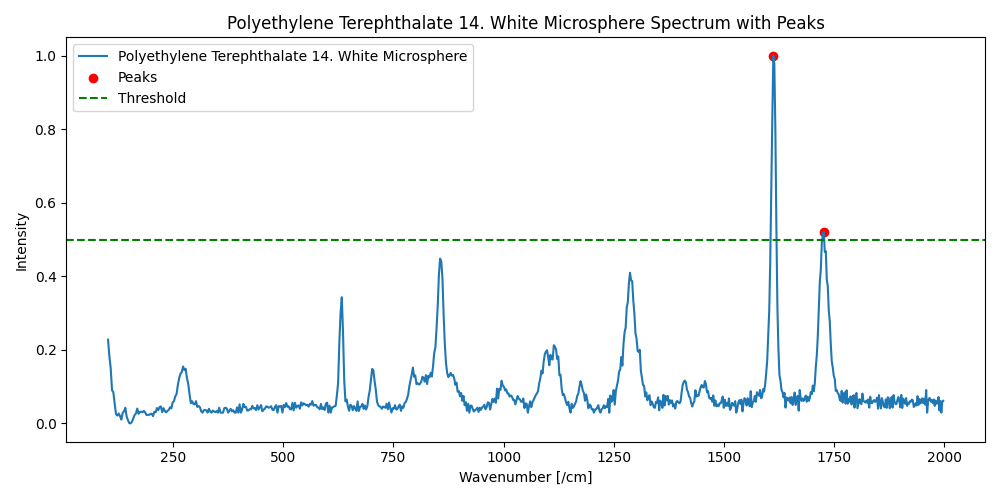 Polyethylene Terephthalate 14. White Microsphere Spectrum with Peaks
Polyethylene Terephthalate 14. White Microsphere
Peaks
Threshold
Intensity
1.0
0.8
0.6
0.4
0.2
0.0
250 500 750 1000 1250 1500 1750 2000
Wavenumber [/cm]